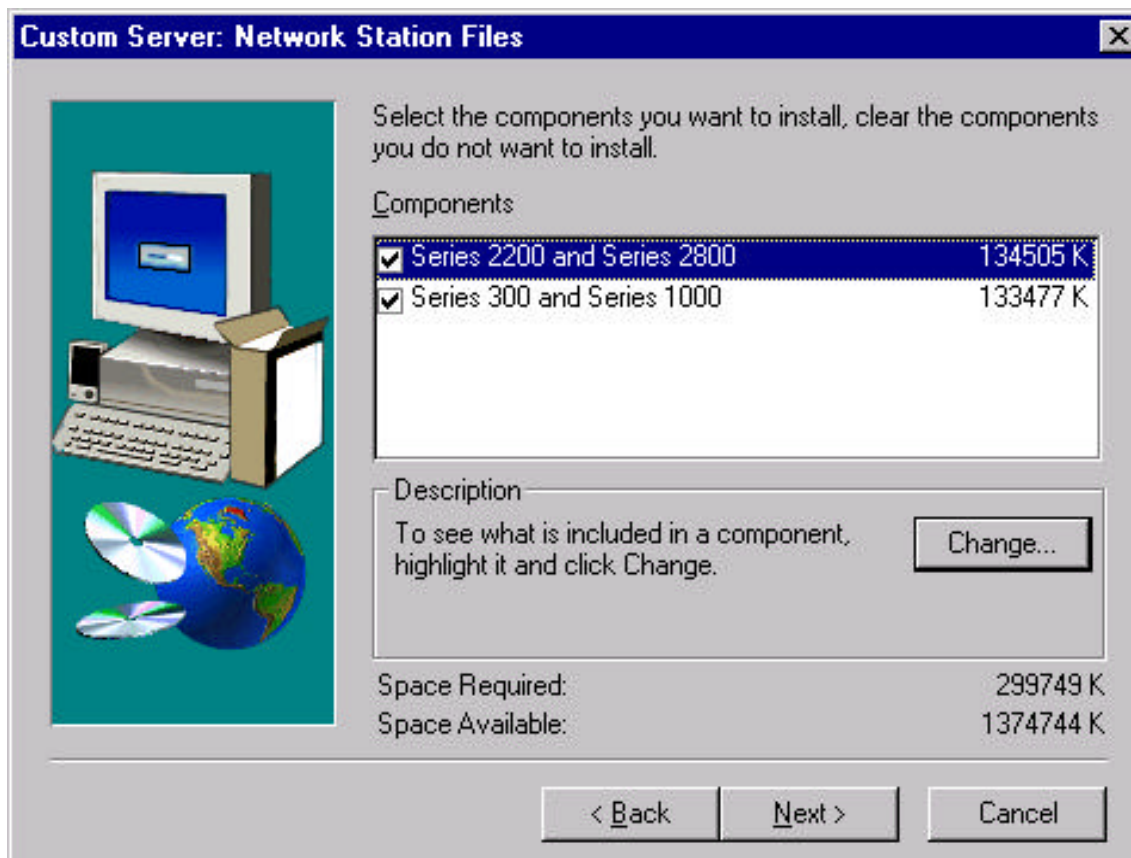 Custom Server: Network Station Files
Select the components you want to install, clear the components
you do not want to install.
Components
Series 2200 and Series 2800 134505 K
Series 300 and Series 1000 133477 K
Description
To see what is included in a component,
highlight it and click Change.
Change...
Space Required: 299749 K
Space Available: 1374744 K
< Back Next > Cancel